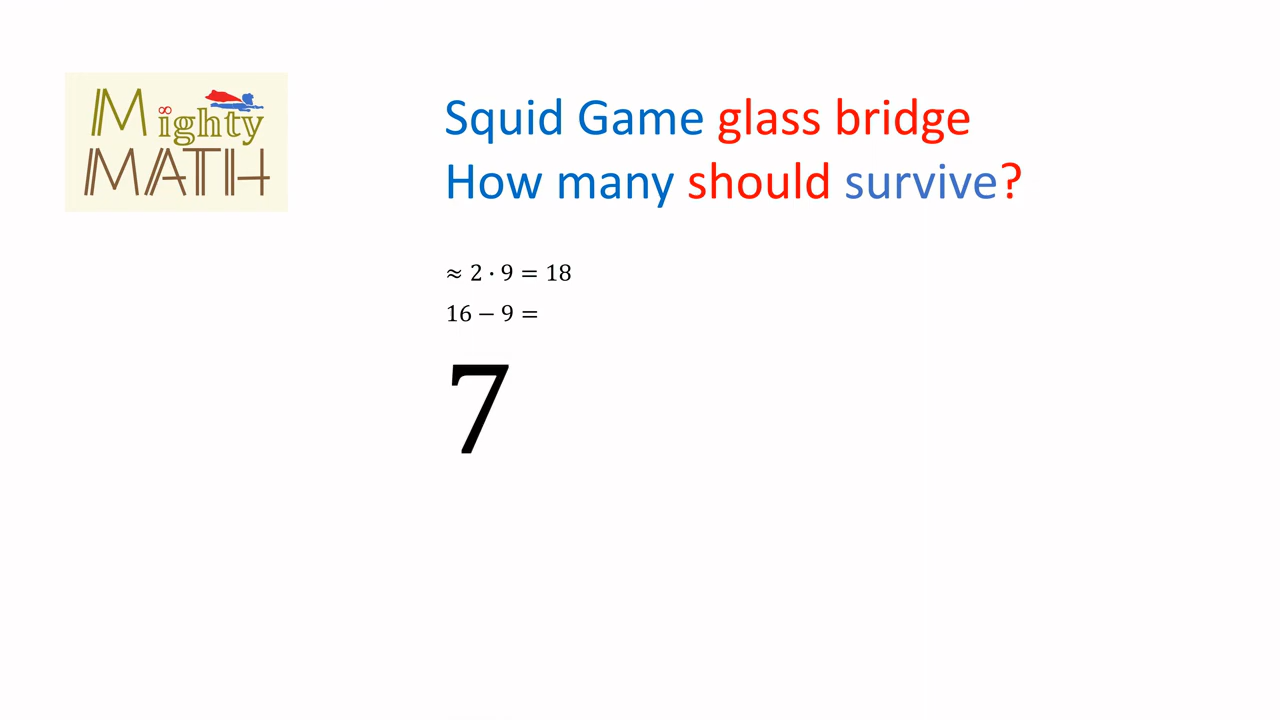 Mighty
MATH
Squid Game glass bridge
How many should survive?
≈ 2 · 9 = 18
16 − 9 =
7